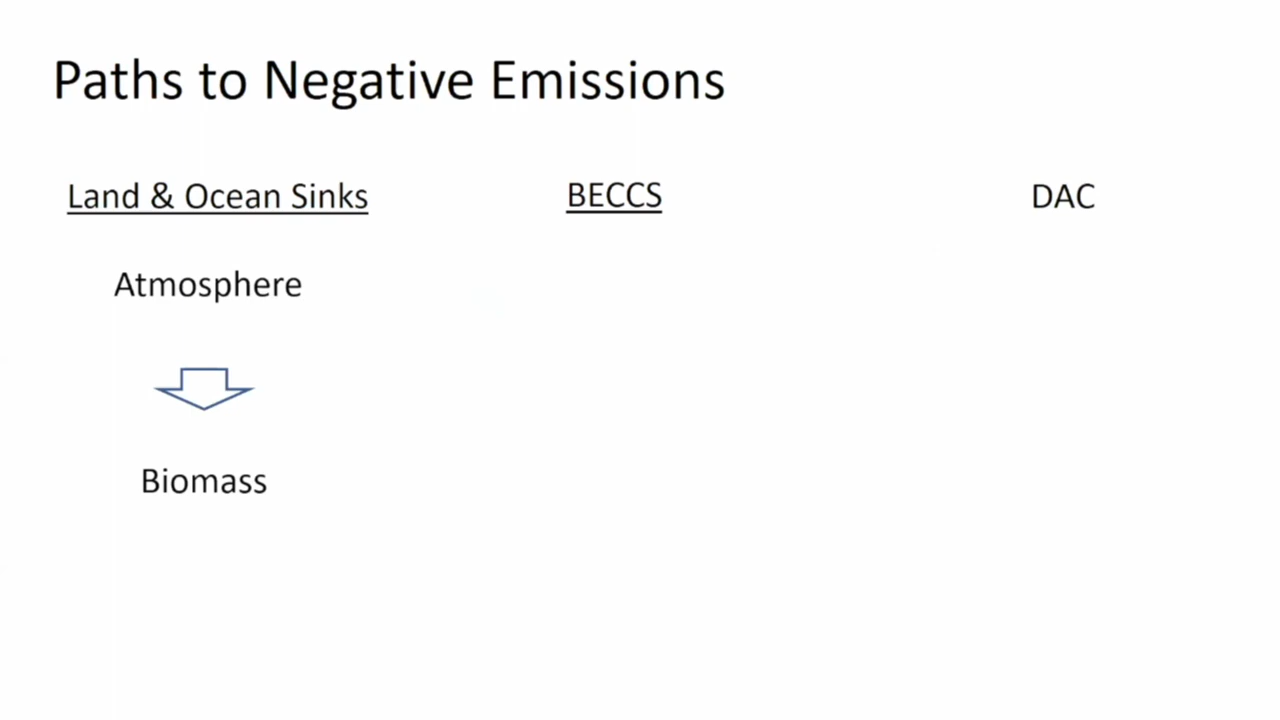 Paths to Negative Emissions
Land & Ocean Sinks
BECCS
DAC
Atmosphere
Biomass